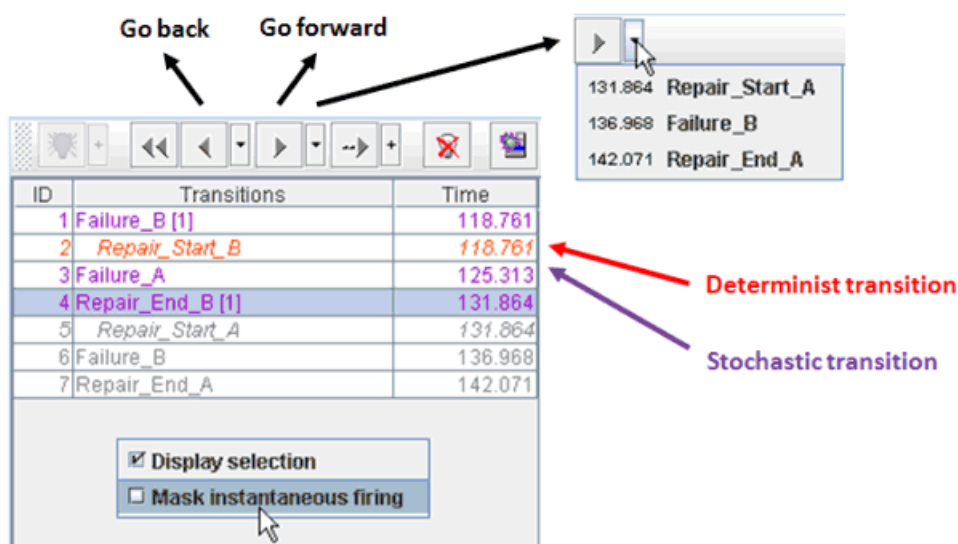 Go back
Go forward
131.864 Repair_Start_A
136.968 Failure_B
142.071 Repair_End_A
ID Transitions Time
1 Failure_B [1] 118.761
2 Repair_Start_B 118.761
3 Failure_A 125.313
4 Repair_End_B [1] 131.864
5 Repair_Start_A 131.864
6 Failure_B 136.968
7 Repair_End_A 142.071
Determinist transition
Stochastic transition
Display selection
Mask instantaneous firing